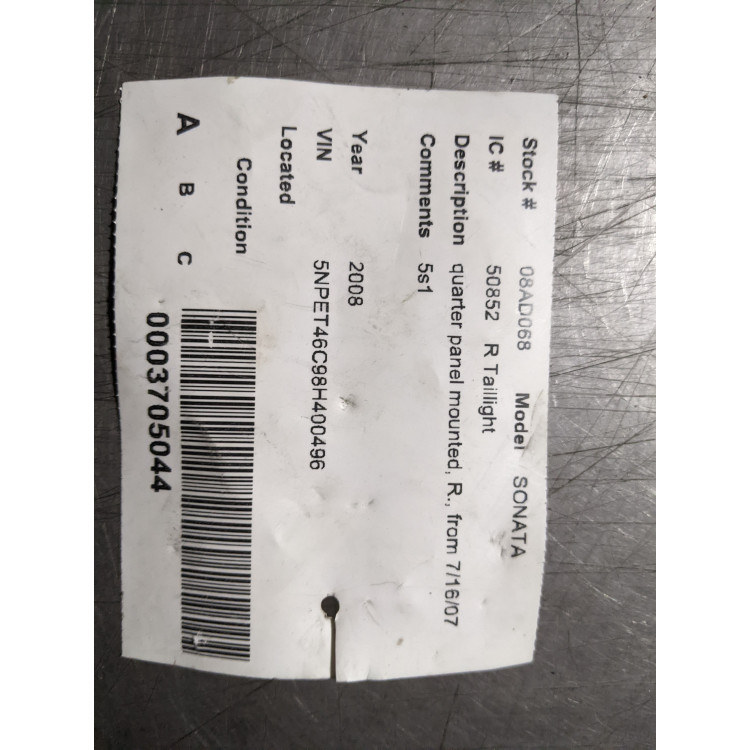 Stock # 08AD068 Model SONATA
IC # 50852 R Taillight
Description quarter panel mounted, R., from 7/16/07
Comments 5s1
Year 2008
VIN 5NPET46C98H400496
Located
Condition
A B C
0003705044